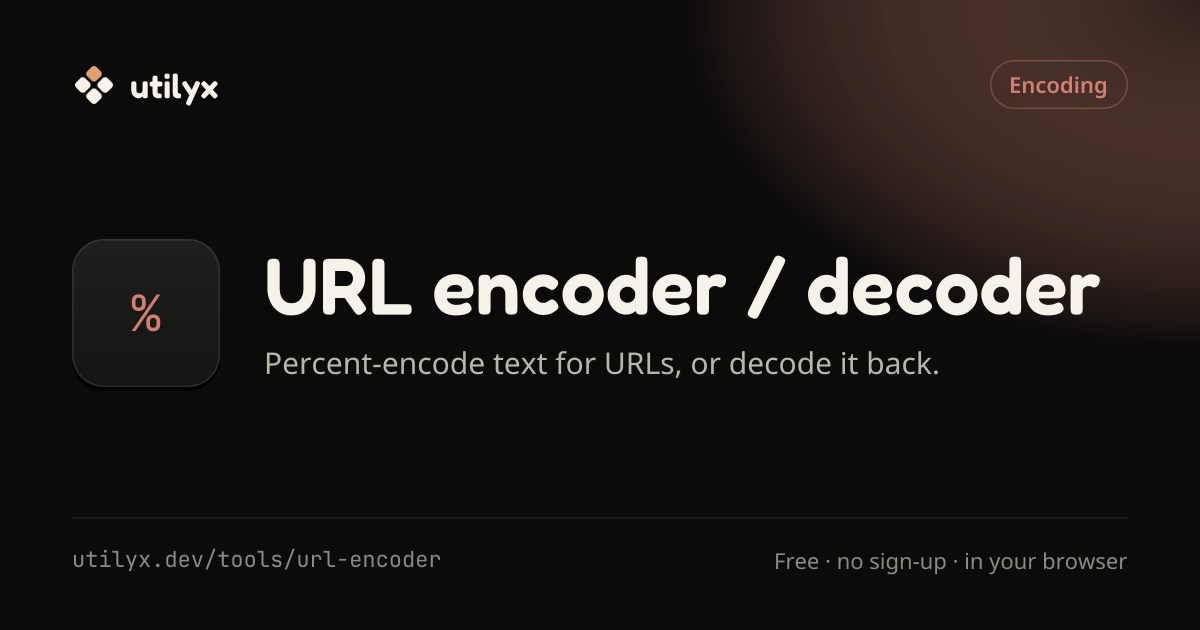 utilyx
Encoding
%
URL encoder / decoder
Percent-encode text for URLs, or decode it back.
utilyx.dev/tools/url-encoder
Free · no sign-up · in your browser